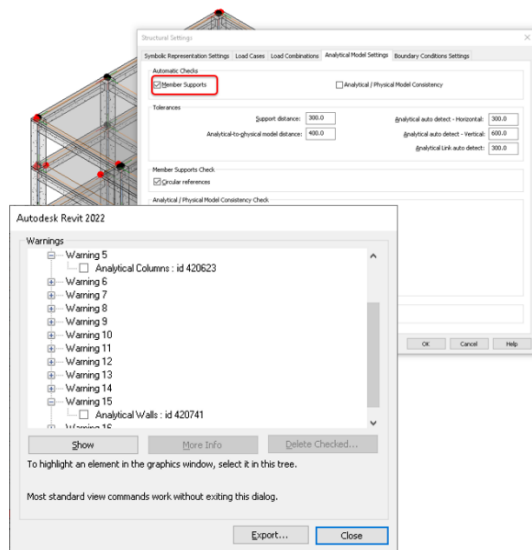 Structural Settings
Symbolic Representation Settings Load Cases Load Combinations Analytical Model Settings Boundary Conditions Settings
Automatic Checks
Member Supports
Analytical / Physical Model Consistency
Tolerances
Support distance: 300.0
Analytical auto detect - Horizontal: 300.0
Analytical-to-physical model distance: 400.0
Analytical auto detect - Vertical: 600.0
Analytical Link auto detect: 300.0
Member Supports Check
Circular references
Analytical / Physical Model Consistency Check
OK Cancel Help
Autodesk Revit 2022
Warnings
Warning 5
Analytical Columns : id 420623
Warning 6
Warning 7
Warning 8
Warning 9
Warning 10
Warning 11
Warning 12
Warning 13
Warning 14
Warning 15
Analytical Walls : id 420741
Warning 16
Show More Info Delete Checked...
To highlight an element in the graphics window, select it in this tree.
Most standard view commands work without exiting this dialog.
Export... Close